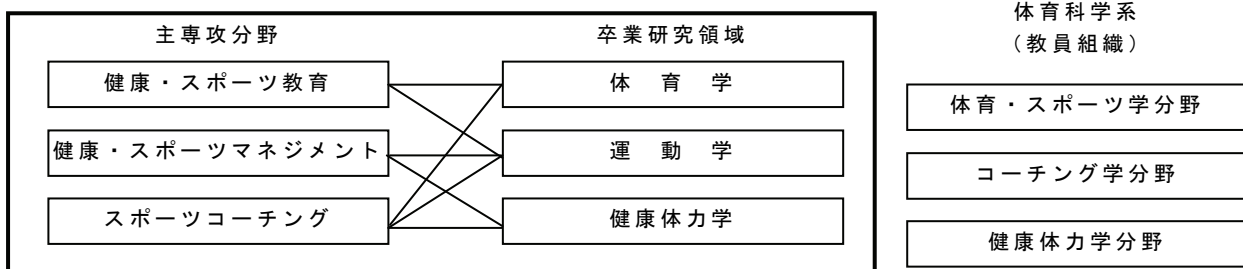 主専攻分野
卒業研究領域
健康・スポーツ教育
体育学
健康・スポーツマネジメント
運動学
スポーツコーチング
健康体力学
体育科学系
（教員組織）
体育・スポーツ学分野
コーチング学分野
健康体力学分野